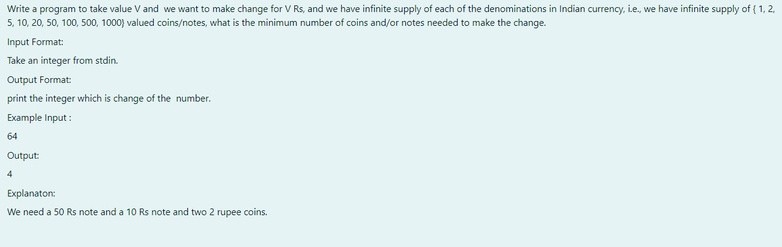 Write a program to take value V and we want to make change for V Rs, and we have infinite supply of each of the denominations in Indian currency, i.e., we have infinite supply of { 1, 2,
5, 10, 20, 50, 100, 500, 1000} valued coins/notes, what is the minimum number of coins and/or notes needed to make the change.
Input Format:
Take an integer from stdin.
Output Format:
print the integer which is change of the number.
Example Input :
64
Output:
4
Explanaton:
We need a 50 Rs note and a 10 Rs note and two 2 rupee coins.